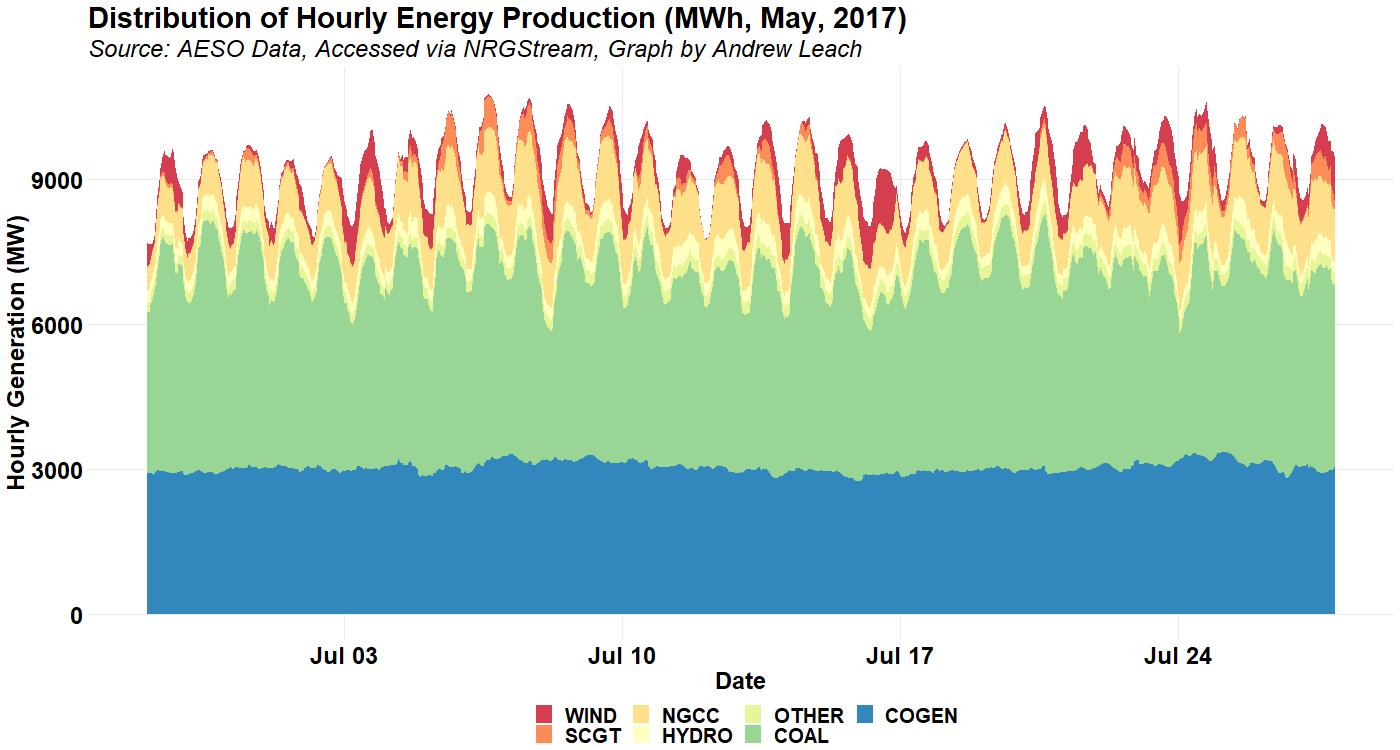 Distribution of Hourly Energy Production (MWh, May, 2017)
Source: AESO Data, Accessed via NRGStream, Graph by Andrew Leach
Hourly Generation (MW)
9000
6000
3000
0
Jul 03 Jul 10 Jul 17 Jul 24
Date
WIND NGCC OTHER COGEN
SCGT HYDRO COAL